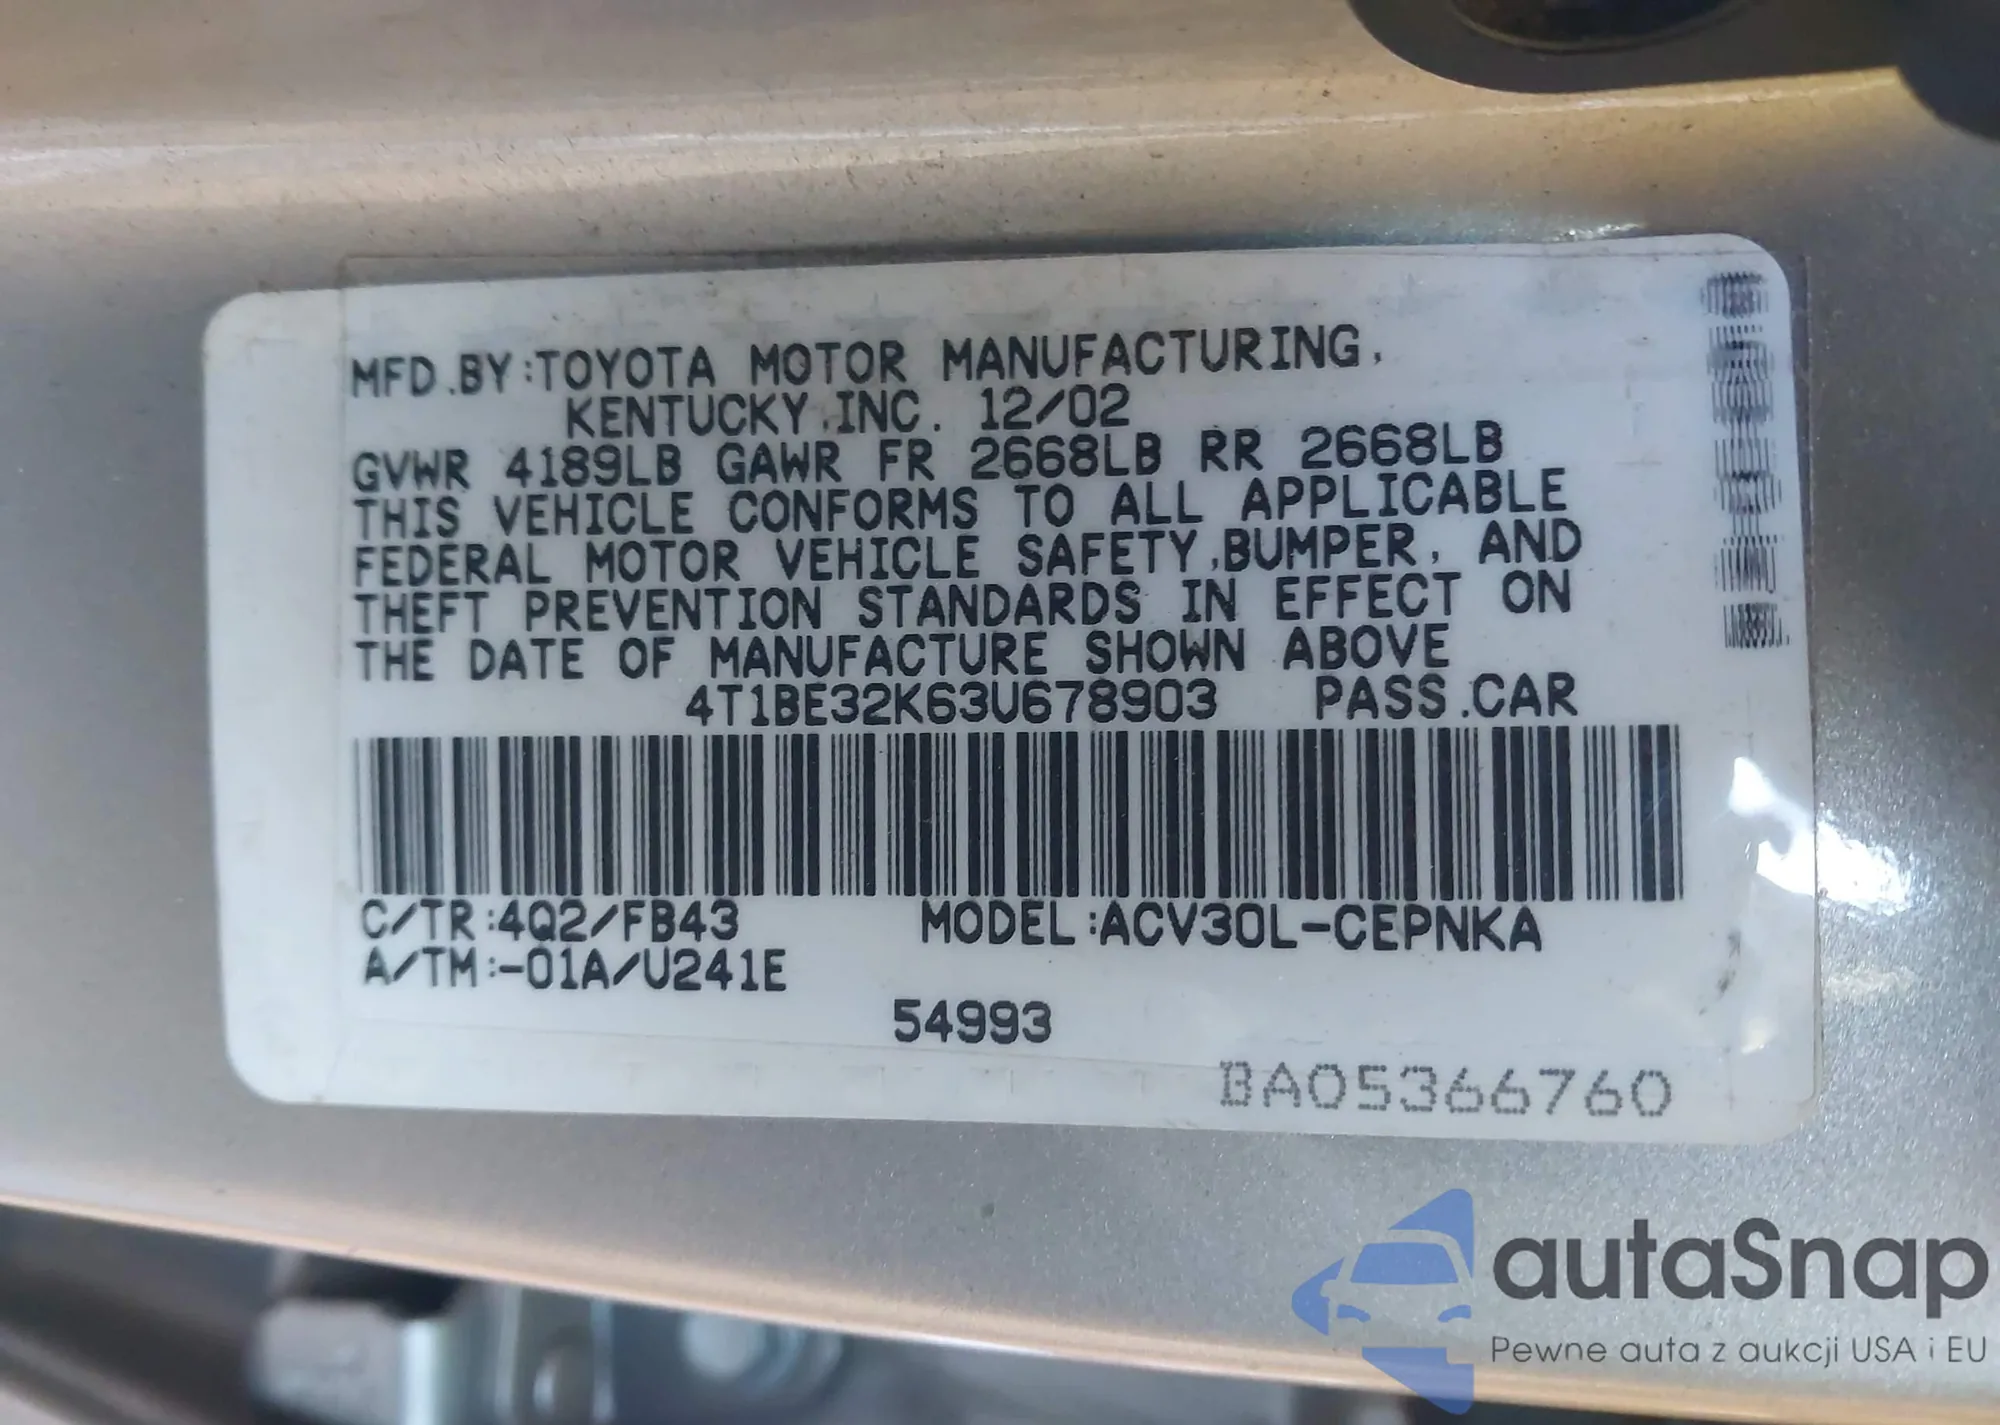 MFD.BY:TOYOTA MOTOR MANUFACTURING,
KENTUCKY,INC. 12/02
GVWR 4189LB GAWR FR 2668LB RR 2668LB
THIS VEHICLE CONFORMS TO ALL APPLICABLE
FEDERAL MOTOR VEHICLE SAFETY,BUMPER, AND
THEFT PREVENTION STANDARDS IN EFFECT ON
THE DATE OF MANUFACTURE SHOWN ABOVE
4T1BE32K63U678903 PASS.CAR
C/TR:4Q2/FB43 MODEL:ACV30L-CEPNKA
A/TM:-01A/U241E
54993
BA05366760
autaSnap
Pewne auta z aukcji USA i EU